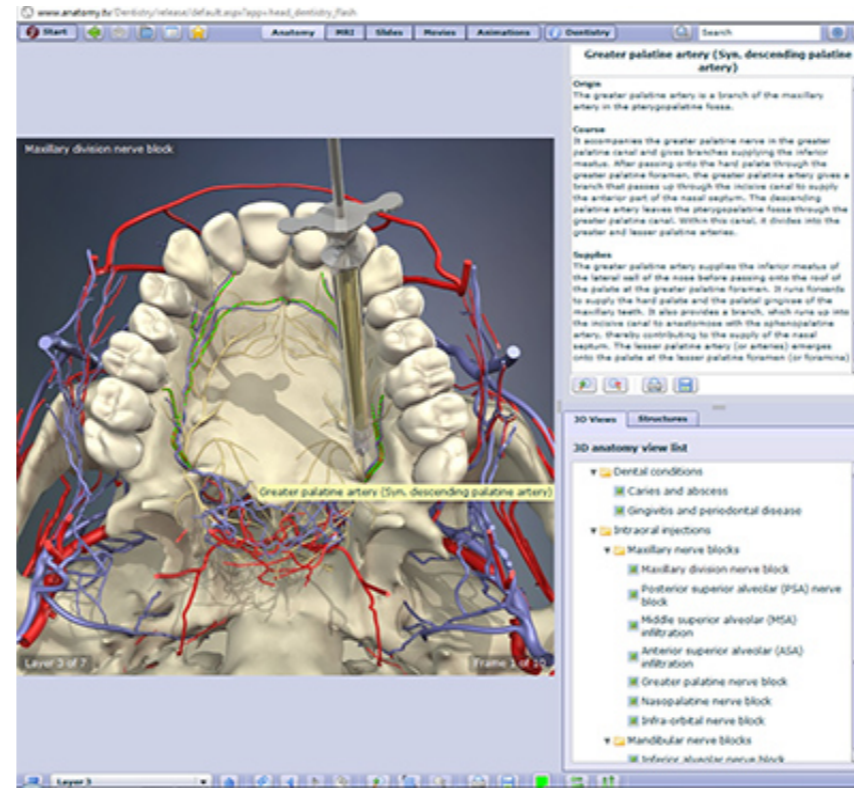 www.anatomy.tv/Dentistry/release/default.aspx?app=head_dentistry_flash
Start
Anatomy MRI Slides Movies Animations Dentistry Search
Maxillary division nerve block
Greater palatine artery (Syn. descending palatine artery)
Layer 3 of 7
Frame 1 of 10
Layer 3
Greater palatine artery (Syn. descending palatine
artery)
Origin
The greater palatine artery is a branch of the maxillary
artery in the pterygopalatine fossa.
Course
It accompanies the greater palatine nerve in the greater
palatine canal and gives branches supplying the inferior
meatus. After passing onto the hard palate through the
greater palatine foramen, the greater palatine artery gives a
branch that passes up through the incisive canal to supply
the anterior part of the nasal septum. The descending
palatine artery leaves the pterygopalatine fossa through the
greater palatine canal. Within this canal, it divides into the
greater and lesser palatine arteries.
Supplies
The greater palatine artery supplies the inferior meatus of
the lateral wall of the nose before passing onto the roof of
the palate at the greater palatine foramen. It runs forwards
to supply the hard palate and the palatal gingivae of the
maxillary teeth. It also provides a branch, which runs up into
the incisive canal to anastomose with the sphenopalatine
artery, thereby contributing to the supply of the nasal
septum. The lesser palatine artery (or arteries) emerges
onto the palate at the lesser palatine foramen (or foramina)
3D Views Structures
3D anatomy view list
Dental conditions
Caries and abscess
Gingivitis and periodontal disease
Intraoral injections
Maxillary nerve blocks
Maxillary division nerve block
Posterior superior alveolar (PSA) nerve
block
Middle superior alveolar (MSA)
infiltration
Anterior superior alveolar (ASA)
infiltration
Greater palatine nerve block
Nasopalatine nerve block
Infra-orbital nerve block
Mandibular nerve blocks
Inferior alveolar nerve block